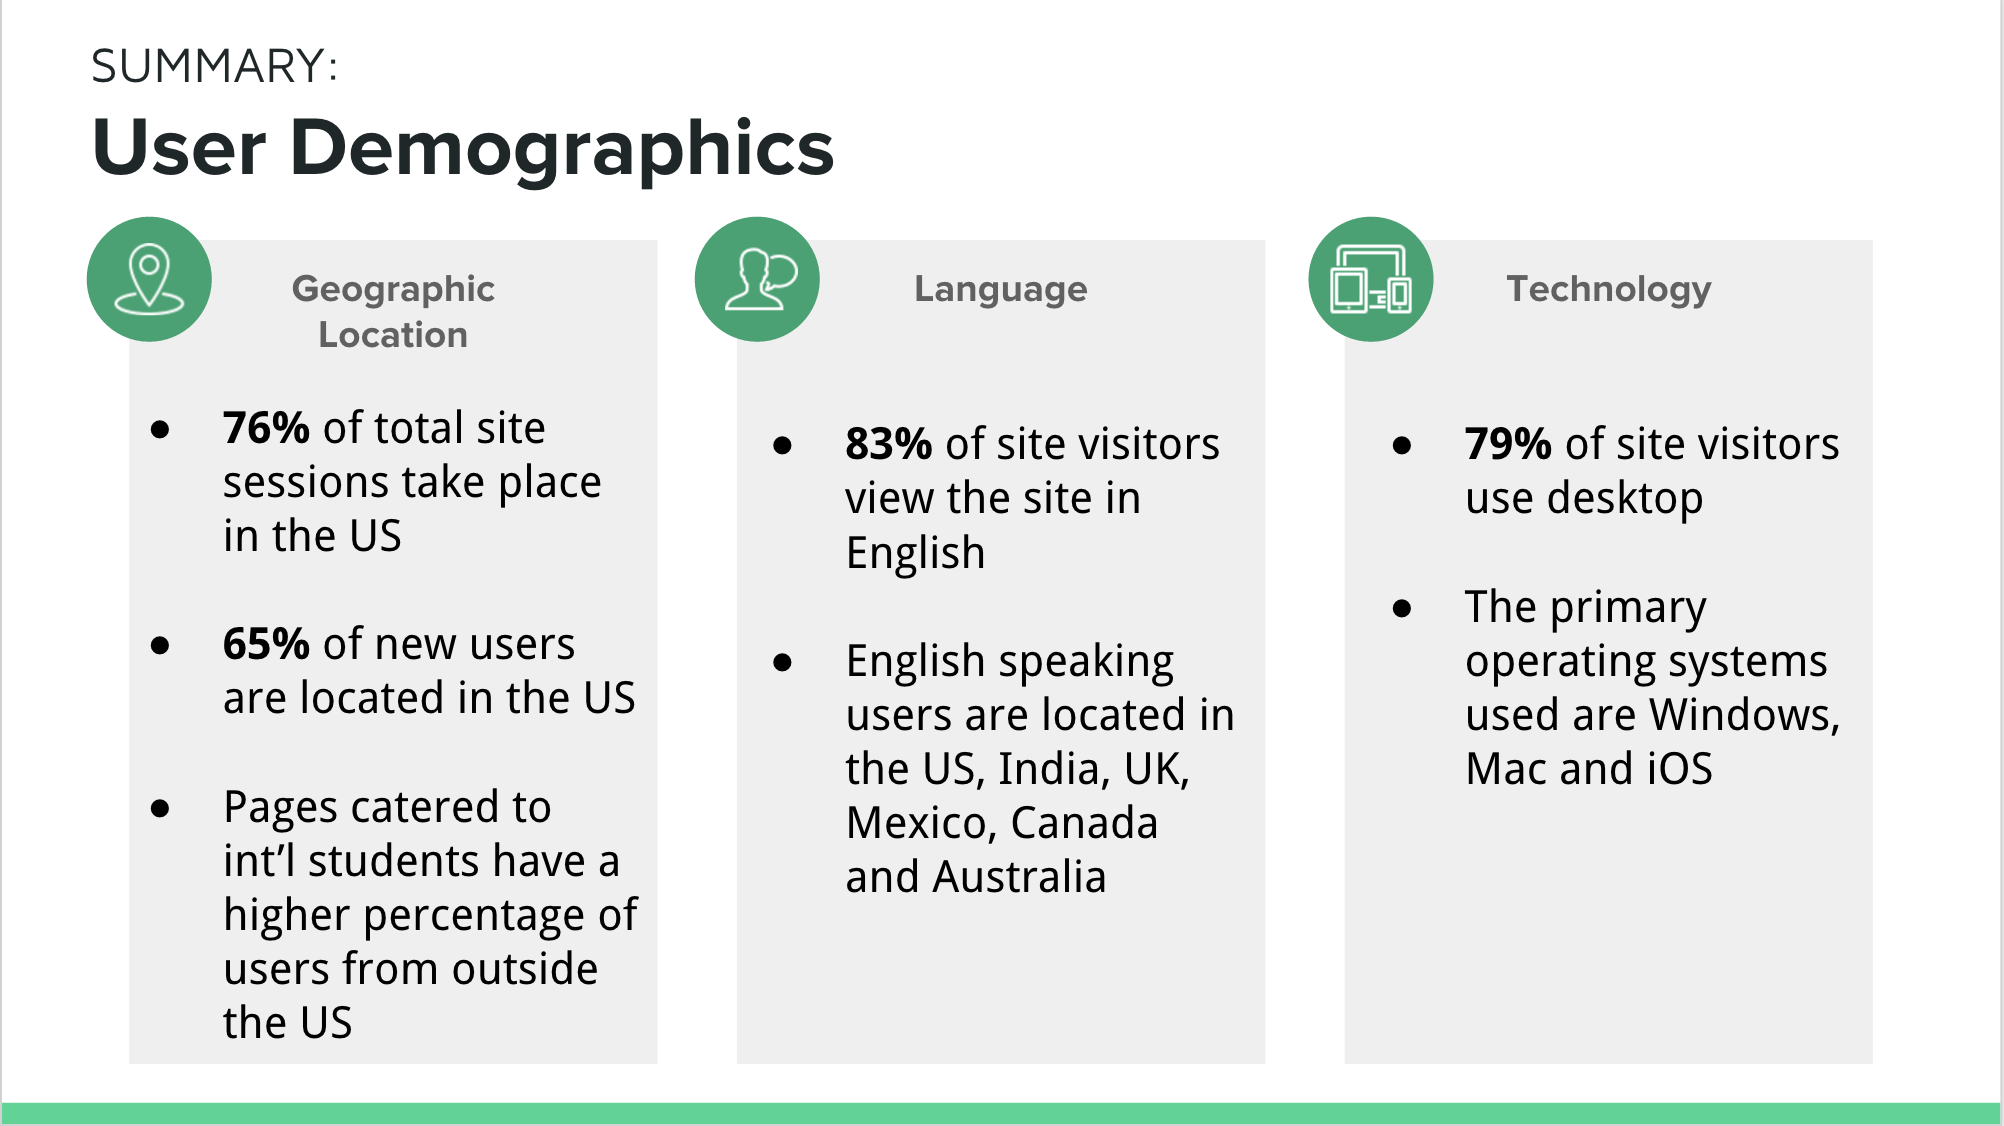 SUMMARY:
User Demographics
Geographic
Location
● 76% of total site
sessions take place
in the US
● 65% of new users
are located in the US
● Pages catered to
int’l students have a
higher percentage of
users from outside
the US
Language
● 83% of site visitors
view the site in
English
● English speaking
users are located in
the US, India, UK,
Mexico, Canada
and Australia
Technology
● 79% of site visitors
use desktop
● The primary
operating systems
used are Windows,
Mac and iOS